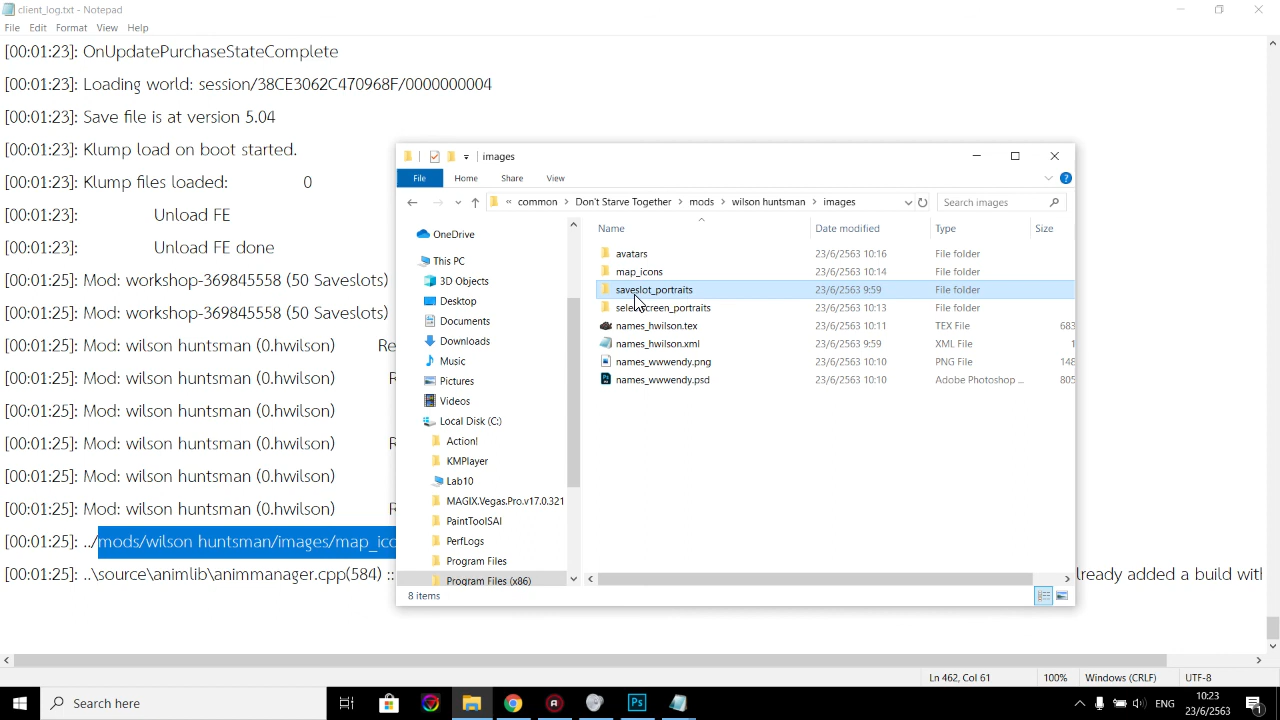 client_log.txt - Notepad
File Edit Format View Help
[00:01:23]: OnUpdatePurchaseStateComplete
[00:01:23]: Loading world: session/38CE3062C470968F/0000000004
[00:01:23]: Save file is at version 5.04
[00:01:23]: Klump load on boot started.
[00:01:23]: Klump files loaded: 0
[00:01:23]: Unload FE
[00:01:23]: Unload FE done
[00:01:25]: Mod: workshop-369845558 (50 Saveslots)
[00:01:25]: Mod: workshop-369845558 (50 Saveslots)
[00:01:25]: Mod: wilson huntsman (0.hwilson) Re
[00:01:25]: Mod: wilson huntsman (0.hwilson) R
[00:01:25]: Mod: wilson huntsman (0.hwilson)
[00:01:25]: Mod: wilson huntsman (0.hwilson) R
[00:01:25]: Mod: wilson huntsman (0.hwilson)
[00:01:25]: Mod: wilson huntsman (0.hwilson) R
[00:01:25]: ../mods/wilson huntsman/images/map_ico
[00:01:25]: ..\source\animlib\animmanager.cpp(584) :: lready added a build with
images
File Home Share View
« common > Don't Starve Together > mods > wilson huntsman > images
Search images
Name Date modified Type Size
OneDrive
This PC
3D Objects
Desktop
Documents
Downloads
Music
Pictures
Videos
Local Disk (C:)
Action!
KMPlayer
Lab10
MAGIX.Vegas.Pro.v17.0.321
PaintToolSAI
PerfLogs
Program Files
Program Files (x86)
avatars 23/6/2563 10:16 File folder
map_icons 23/6/2563 10:14 File folder
saveslot_portraits 23/6/2563 9:59 File folder
selectscreen_portraits 23/6/2563 10:13 File folder
names_hwilson.tex 23/6/2563 10:11 TEX File 683
names_hwilson.xml 23/6/2563 9:59 XML File 1
names_wwwendy.png 23/6/2563 10:10 PNG File 148
names_wwwendy.psd 23/6/2563 10:10 Adobe Photoshop ... 805
8 items
Ln 462, Col 61 100% Windows (CRLF) UTF-8
Search here
Ps
ENG
10:23
23/6/2563
1